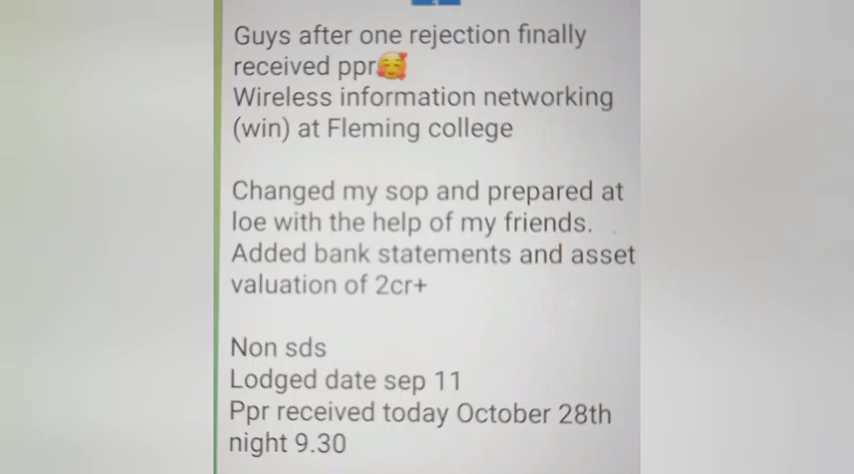 Guys after one rejection finally
received ppr🥰
Wireless information networking
(win) at Fleming college
Changed my sop and prepared at
loe with the help of my friends.
Added bank statements and asset
valuation of 2cr+
Non sds
Lodged date sep 11
Ppr received today October 28th
night 9.30